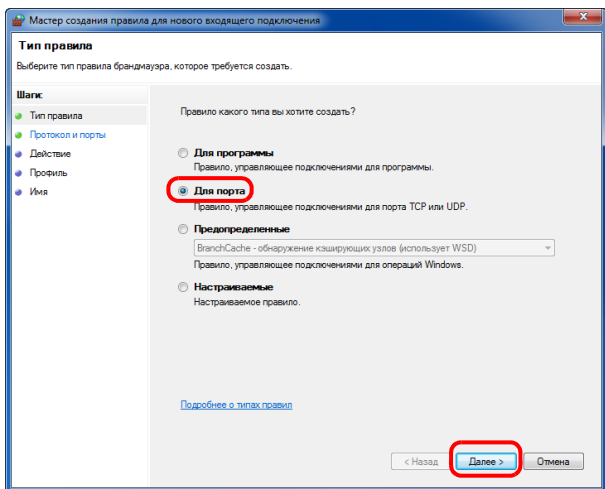 Мастер создания правила для нового входящего подключения
Тип правила
Выберите тип правила брандмауэра, которое требуется создать.
Шаги:
Тип правила
Протокол и порты
Действие
Профиль
Имя
Правило какого типа вы хотите создать?
Для программы
Правило, управляющее подключениями для программы.
Для порта
Правило, управляющее подключениями для порта TCP или UDP.
Предопределенные
BranchCache - обнаружение кэширующих узлов (использует WSD)
Правило, управляющее подключениями для операций Windows.
Настраиваемые
Настраиваемое правило.
Подробнее о типах правил
< Назад
Далее >
Отмена